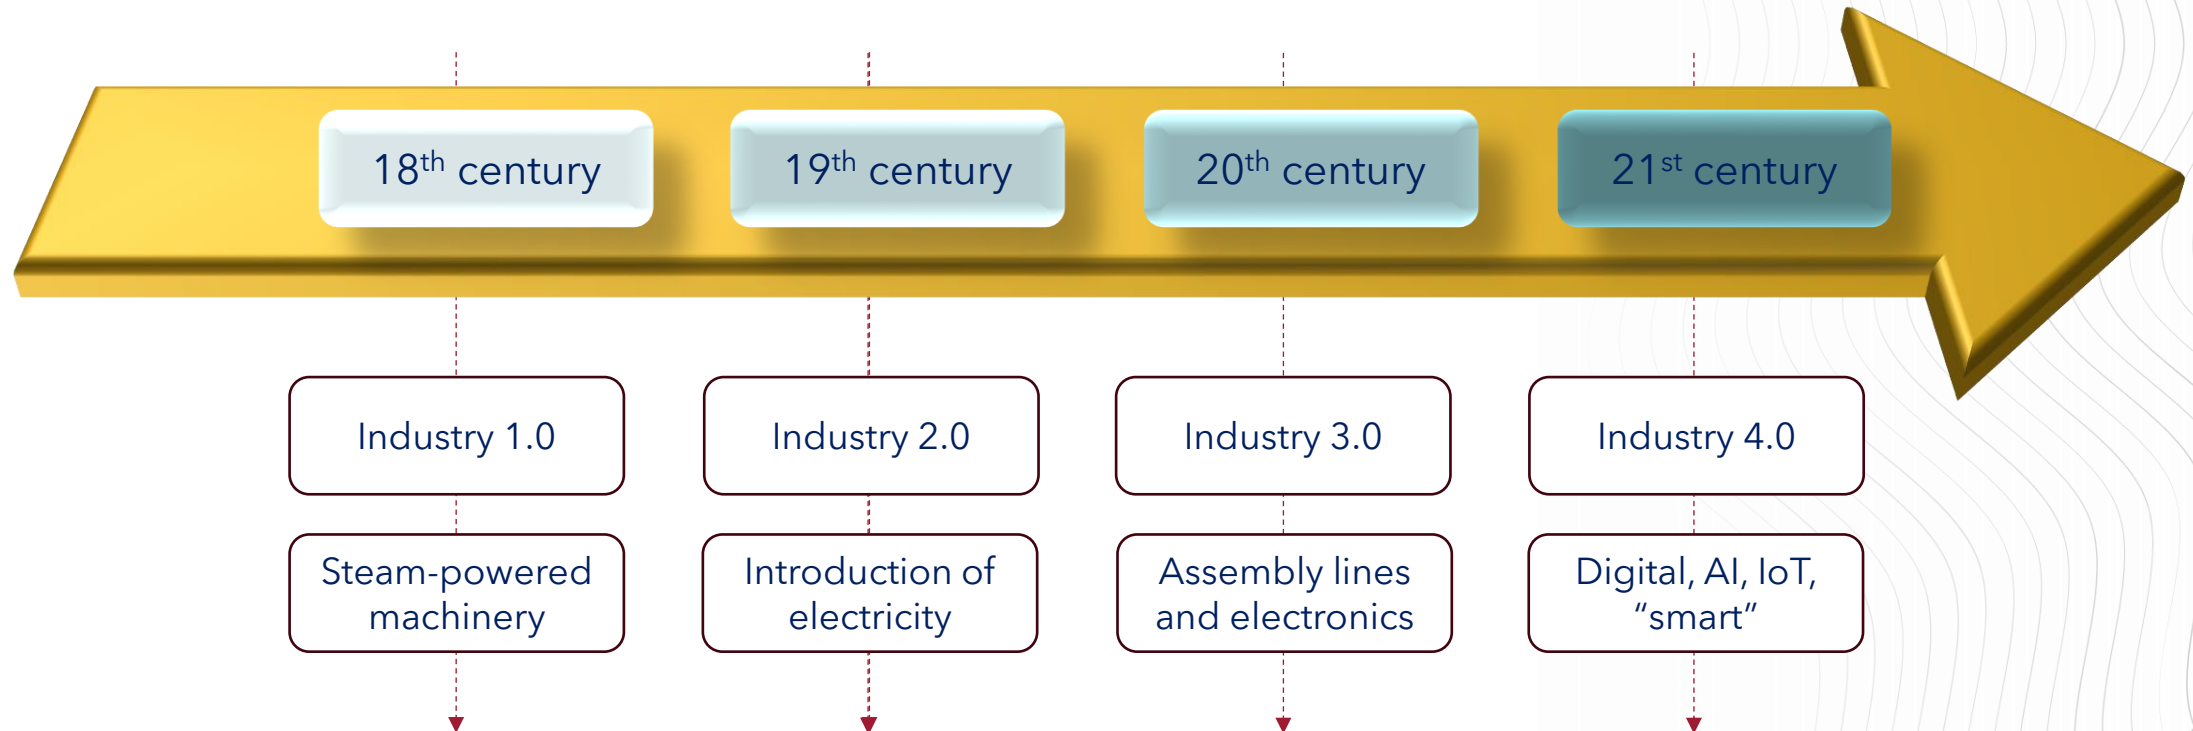 18th century
19th century
20th century
21st century
Industry 1.0
Industry 2.0
Industry 3.0
Industry 4.0
Steam-powered
machinery
Introduction of
electricity
Assembly lines
and electronics
Digital, AI, IoT,
“smart”